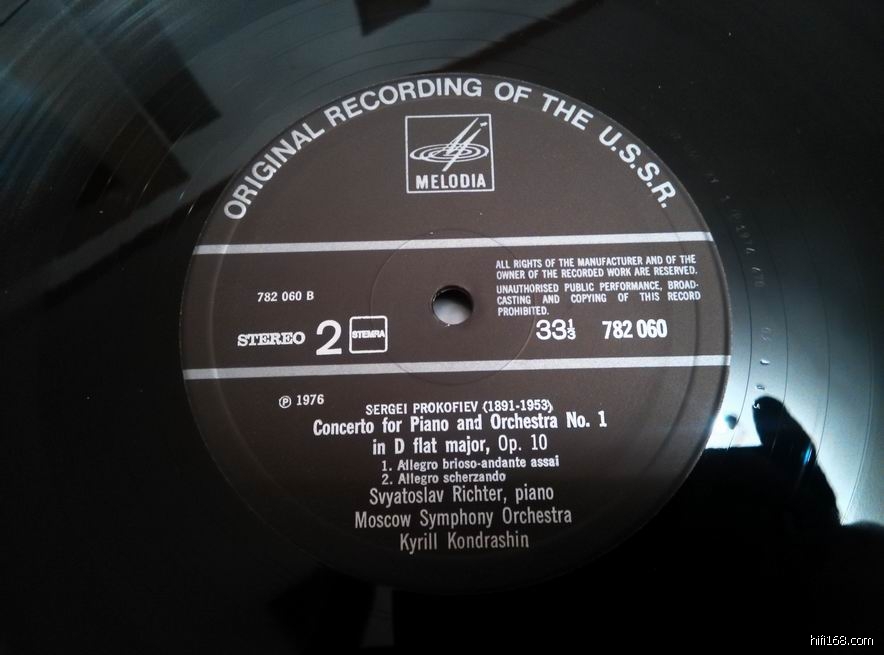 ORIGINAL RECORDING OF THE U.S.S.R.
MELODIA
ALL RIGHTS OF THE MANUFACTURER AND OF THE
OWNER OF THE RECORDED WORK ARE RESERVED.
UNAUTHORISED PUBLIC PERFORMANCE, BROAD-
CASTING AND COPYING OF THIS RECORD
PROHIBITED.
782 060 B
STEREO 2 STEMRA
33⅓ 782 060
℗ 1976
SERGEI PROKOFIEV (1891-1953)
Concerto for Piano and Orchestra No. 1
in D flat major, Op. 10
1. Allegro brioso-andante assai
2. Allegro scherzando
Svyatoslav Richter, piano
Moscow Symphony Orchestra
Kyrill Kondrashin
hifi168.com